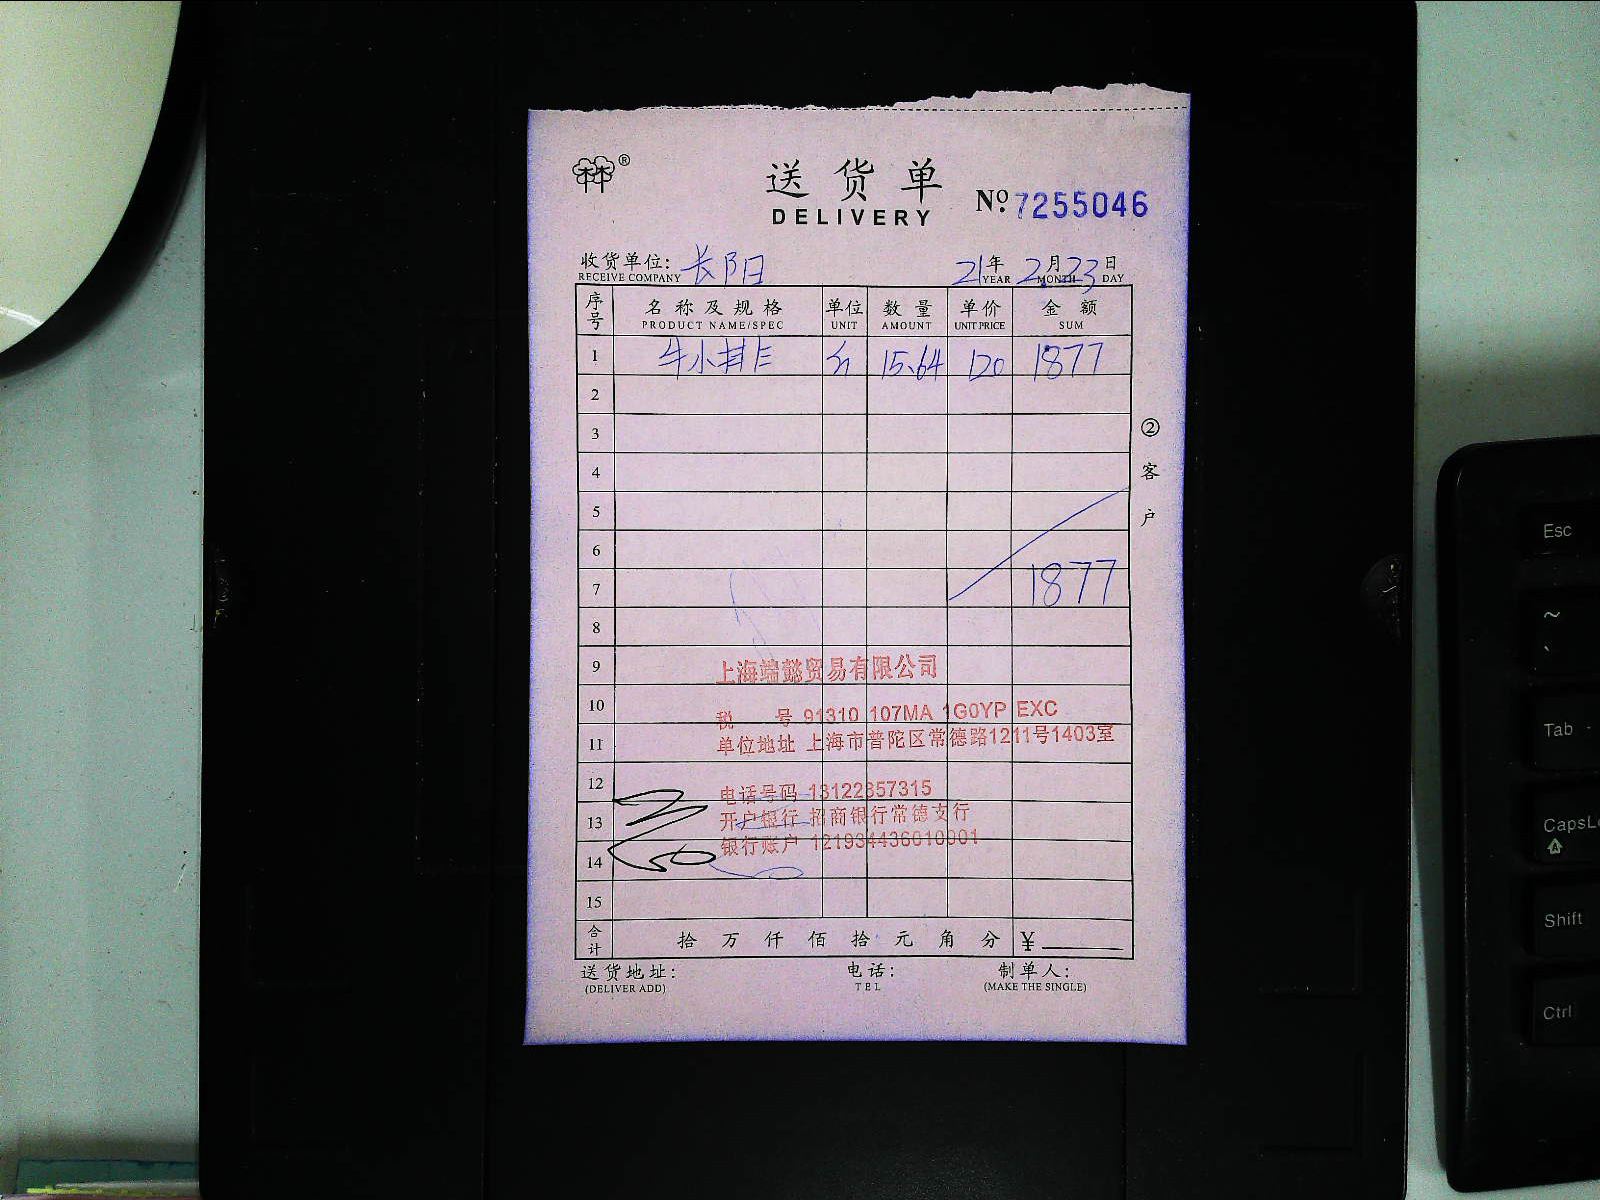 ®
送货单
DELIVERY
Nº 7255046
收货单位: 长阳
RECEIVE COMPANY
21年 2月 23日
YEAR MONTH DAY
序号 名称及规格 单位 数量 单价 金额
PRODUCT NAME/SPEC UNIT AMOUNT UNIT PRICE SUM
1 牛小排 15.64 120 1877
2
3
4
5
6
7 1877
8
9
10
11
12
13
14
15
② 客户
上海端懿贸易有限公司
税 号 91310 107MA 1G0YP EXC
单位地址 上海市普陀区常德路1211号1403室
电话号码 13122857315
开户银行 招商银行常德支行
银行账户 121934436010901
合计 拾 万 仟 佰 拾 元 角 分 ¥
送货地址:
(DELIVER ADD)
电话:
TEL
制单人:
(MAKE THE SINGLE)
Esc
~
Tab
CapsLo
Shift
Ctrl